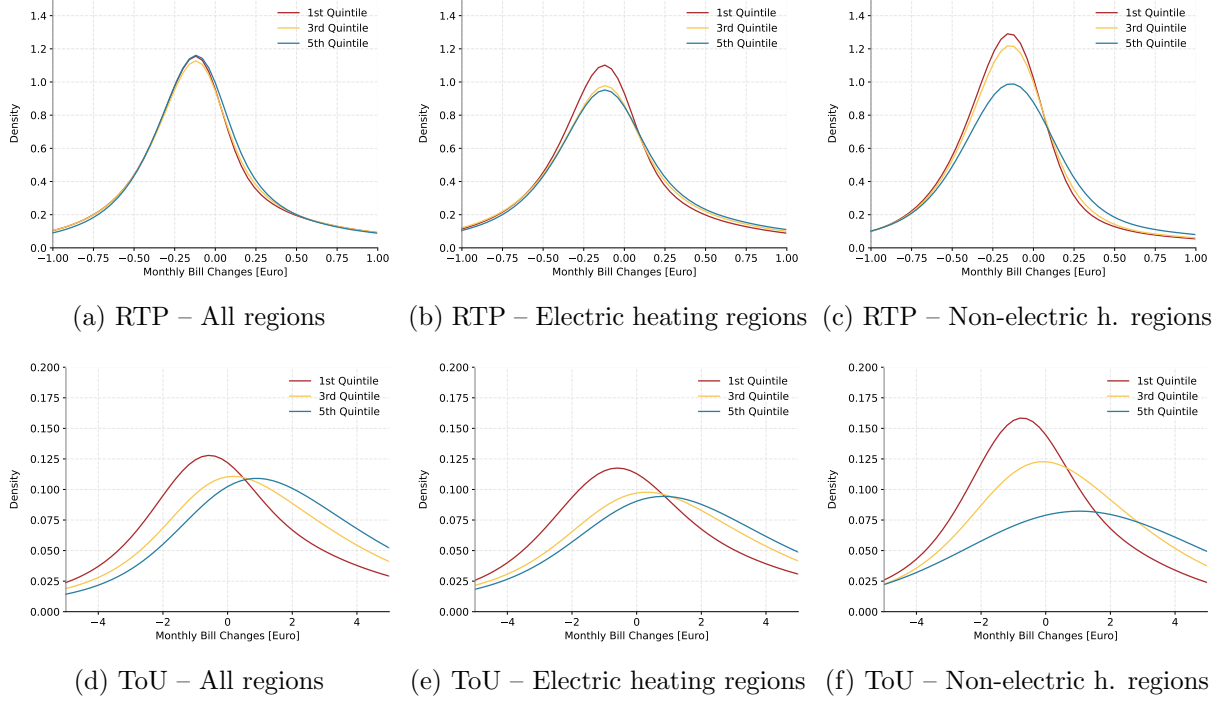 1.4
1.2
1.0
0.8
0.6
0.4
0.2
0.0
Density
1st Quintile
3rd Quintile
5th Quintile
−1.00 −0.75 −0.50 −0.25 0.00 0.25 0.50 0.75 1.00
Monthly Bill Changes [Euro]
(a) RTP – All regions
1.4
1.2
1.0
0.8
0.6
0.4
0.2
0.0
Density
1st Quintile
3rd Quintile
5th Quintile
−1.00 −0.75 −0.50 −0.25 0.00 0.25 0.50 0.75 1.00
Monthly Bill Changes [Euro]
(b) RTP – Electric heating regions
1.4
1.2
1.0
0.8
0.6
0.4
0.2
0.0
Density
1st Quintile
3rd Quintile
5th Quintile
−1.00 −0.75 −0.50 −0.25 0.00 0.25 0.50 0.75 1.00
Monthly Bill Changes [Euro]
(c) RTP – Non-electric h. regions
0.200
0.175
0.150
0.125
0.100
0.075
0.050
0.025
0.000
Density
1st Quintile
3rd Quintile
5th Quintile
−4 −2 0 2 4
Monthly Bill Changes [Euro]
(d) ToU – All regions
0.200
0.175
0.150
0.125
0.100
0.075
0.050
0.025
0.000
Density
1st Quintile
3rd Quintile
5th Quintile
−4 −2 0 2 4
Monthly Bill Changes [Euro]
(e) ToU – Electric heating regions
0.200
0.175
0.150
0.125
0.100
0.075
0.050
0.025
0.000
Density
1st Quintile
3rd Quintile
5th Quintile
−4 −2 0 2 4
Monthly Bill Changes [Euro]
(f) ToU – Non-electric h. regions